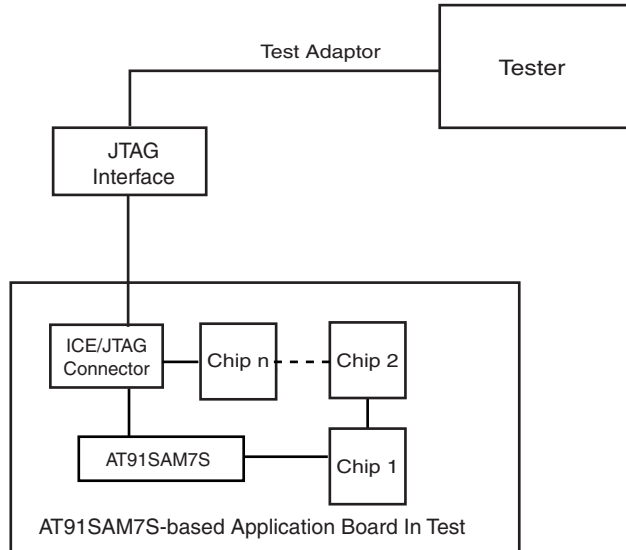 Test Adaptor
Tester
JTAG
Interface
ICE/JTAG
Connector
Chip n
Chip 2
AT91SAM7S
Chip 1
AT91SAM7S-based Application Board In Test